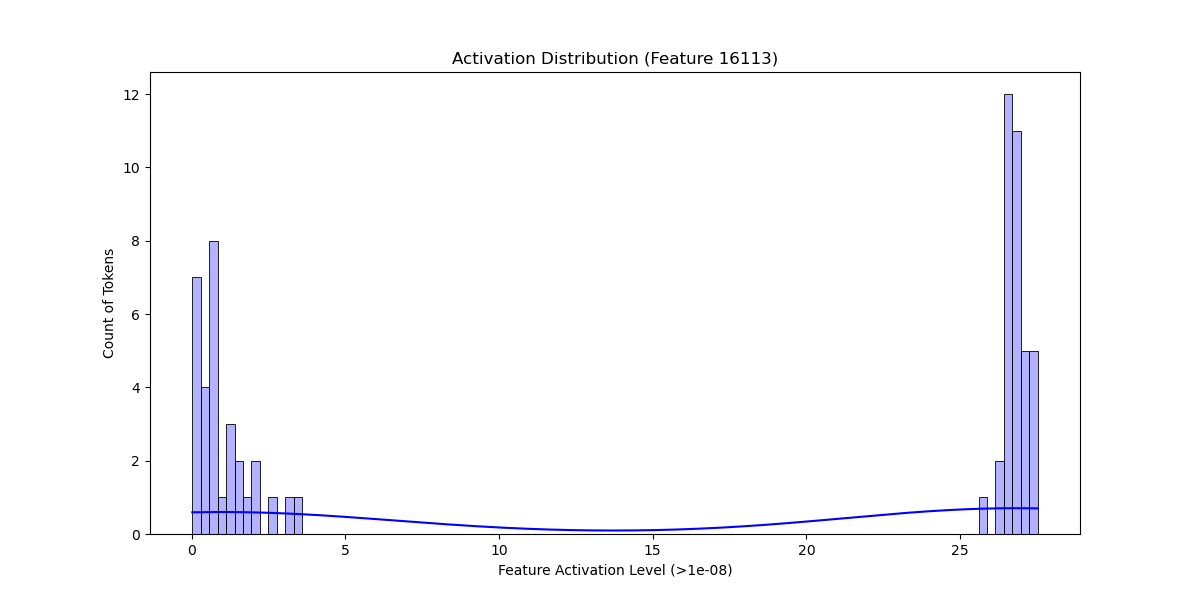 Activation Distribution (Feature 16113)
12
10
8
6
4
2
0
Count of Tokens
0 5 10 15 20 25
Feature Activation Level (>1e-08)